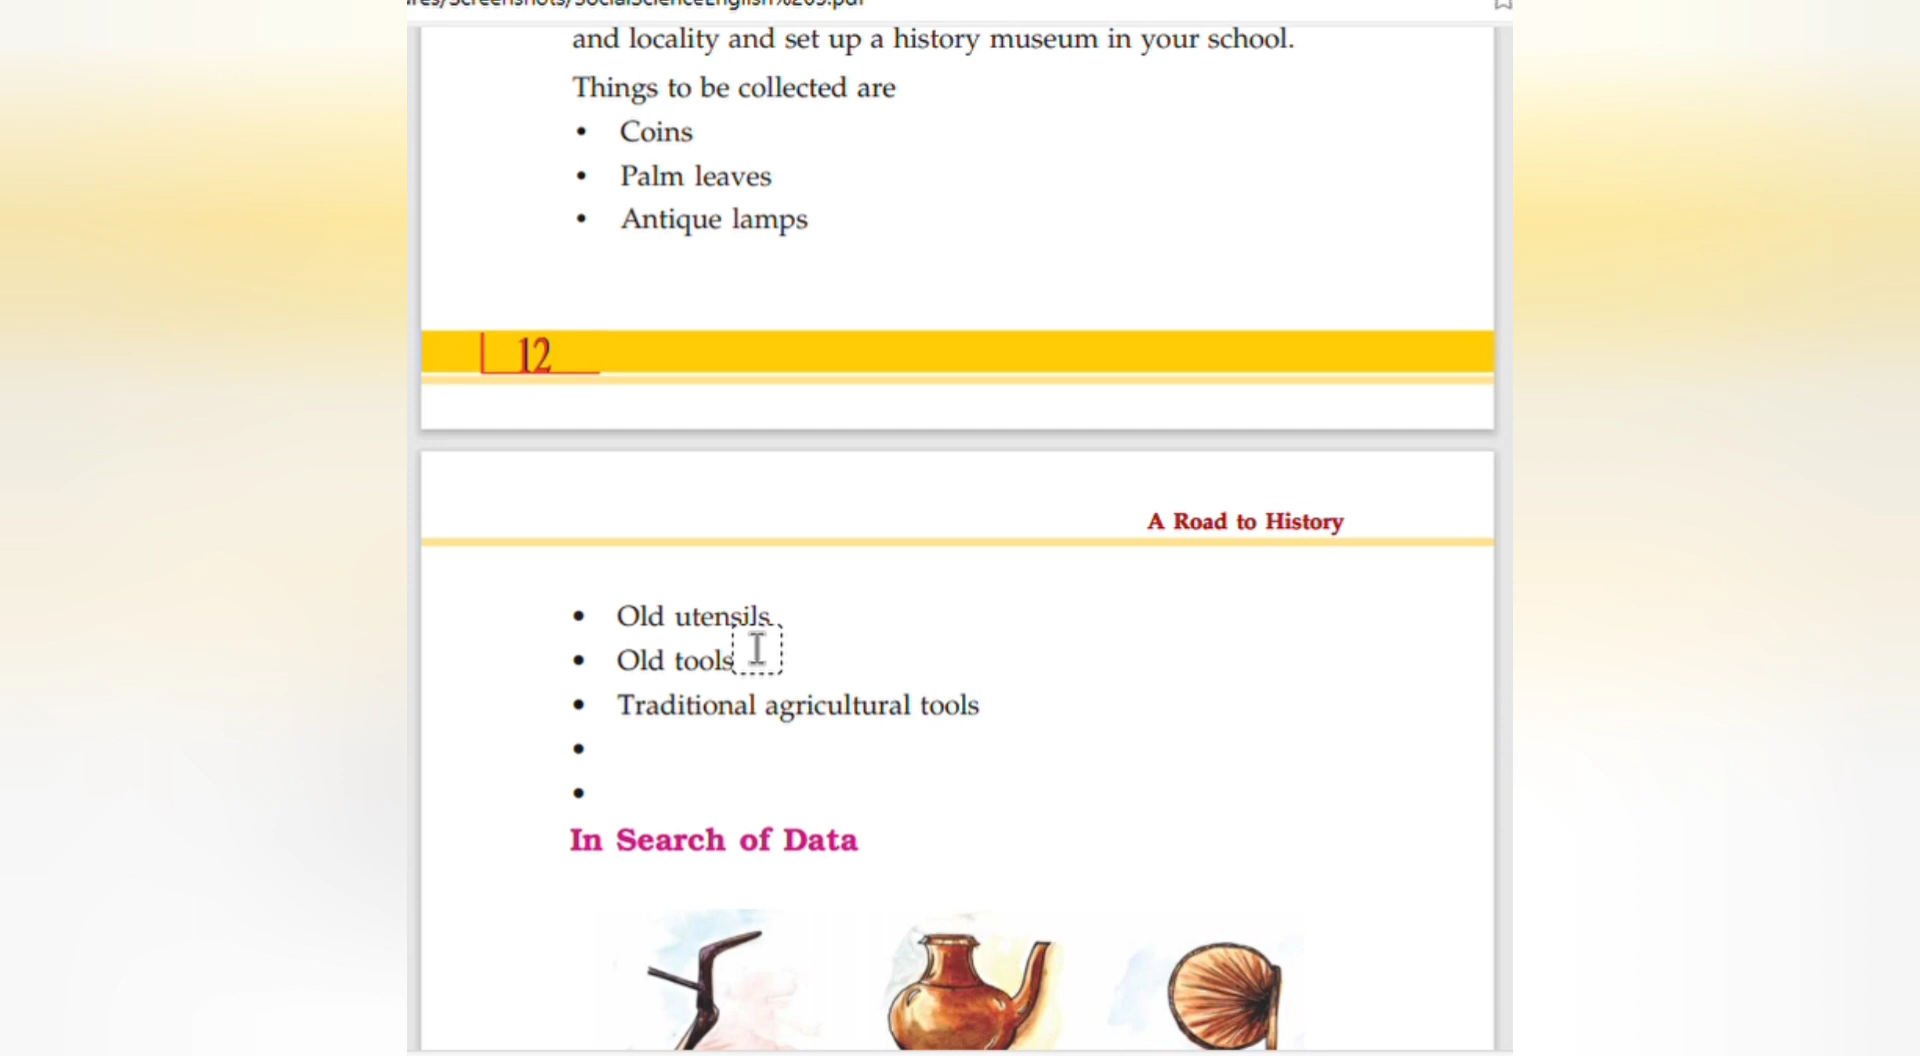 and locality and set up a history museum in your school.
Things to be collected are
• Coins
• Palm leaves
• Antique lamps
12
A Road to History
• Old utensils
• Old tools
• Traditional agricultural tools
•
•
In Search of Data